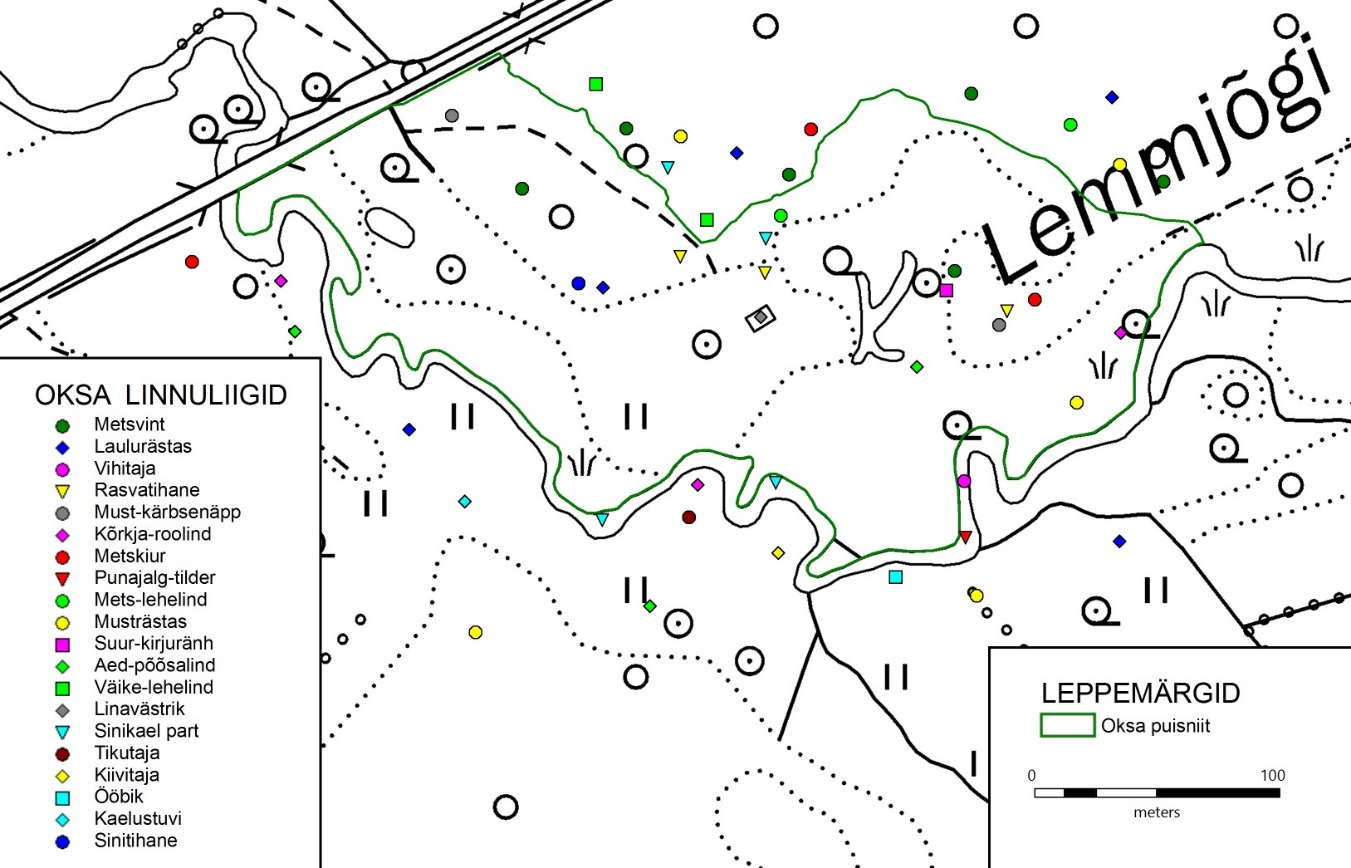 Lemmjõgi
OKSA LINNULIIGID
Metsvint
Laulurästas
Vihitaja
Rasvatihane
Must-kärbsenäpp
Kõrkja-roolind
Metskiur
Punajalg-tilder
Mets-lehelind
Musträstas
Suur-kirjuränh
Aed-põõsalind
Väike-lehelind
Linavästrik
Sinikael part
Tikutaja
Kiivitaja
Ööbik
Kaelustuvi
Sinitihane
LEPPEMÄRGID
Oksa puisniit
0 100
meters